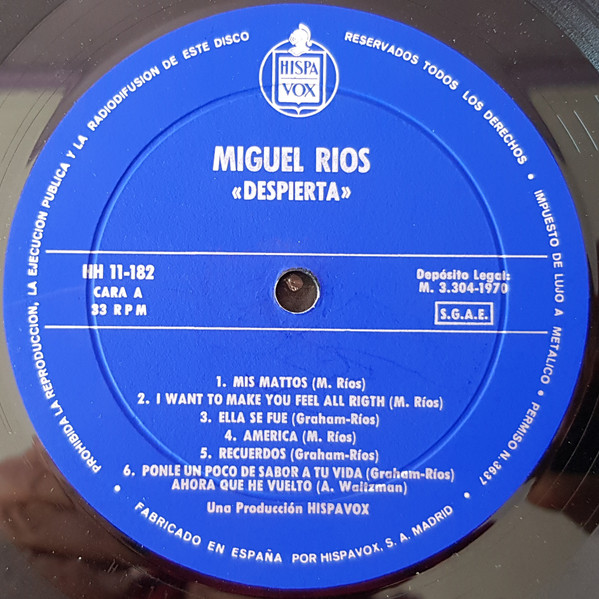 HISPA
VOX
RESERVADOS TODOS LOS DERECHOS • IMPUESTO DE LUJO A METALICO • PERMISO N. 3637 •
PROHIBIDA LA REPRODUCCION, LA EJECUCION PUBLICA Y LA RADIODIFUSION DE ESTE DISCO
MIGUEL RIOS
«DESPIERTA»
HH 11-182
CARA A
33 RPM
Depósito Legal:
M. 3.304-1970
S.G.A.E.
1. MIS MATTOS (M. Ríos)
2. I WANT TO MAKE YOU FEEL ALL RIGTH (M. Ríos)
3. ELLA SE FUE (Graham-Ríos)
4. AMERICA (M. Ríos)
5. RECUERDOS (Graham-Ríos)
6. PONLE UN POCO DE SABOR A TU VIDA (Graham-Ríos)
AHORA QUE HE VUELTO (A. Waitzman)
Una Producción HISPAVOX
• FABRICADO EN ESPAÑA POR HISPAVOX, S. A. MADRID •